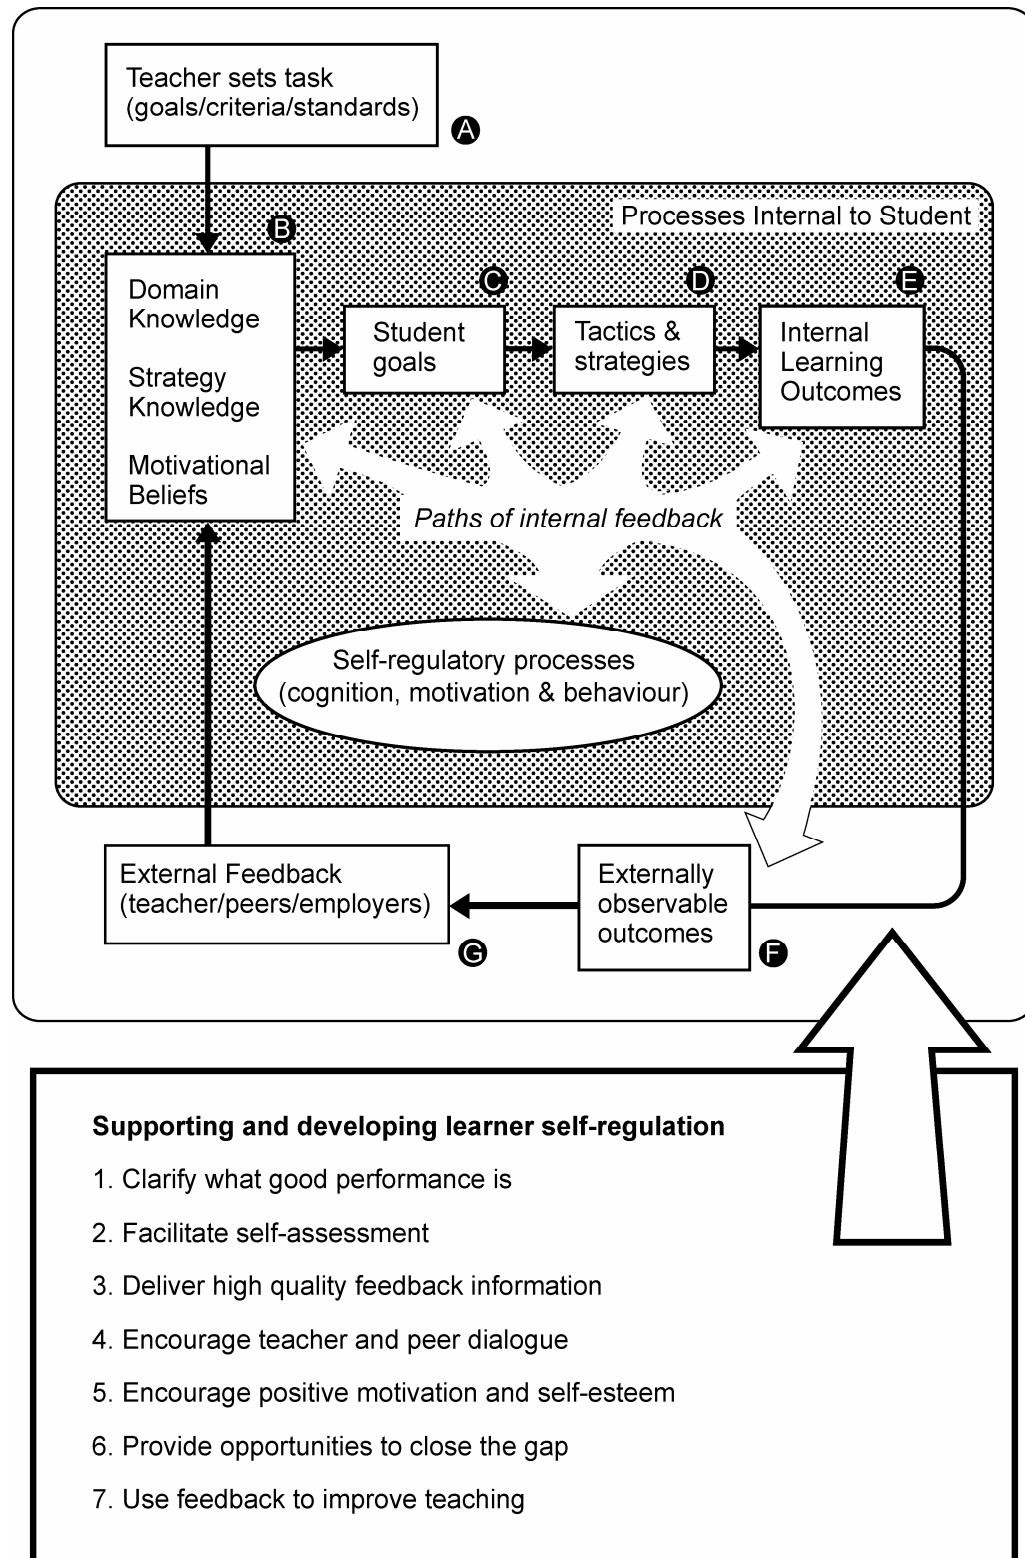 Teacher sets task
(goals/criteria/standards)
A
Processes Internal to Student
B
Domain
Knowledge
Strategy
Knowledge
Motivational
Beliefs
C
Student
goals
D
Tactics &
strategies
E
Internal
Learning
Outcomes
Paths of internal feedback
Self-regulatory processes
(cognition, motivation & behaviour)
External Feedback
(teacher/peers/employers)
G
Externally
observable
outcomes
F
Supporting and developing learner self-regulation
1. Clarify what good performance is
2. Facilitate self-assessment
3. Deliver high quality feedback information
4. Encourage teacher and peer dialogue
5. Encourage positive motivation and self-esteem
6. Provide opportunities to close the gap
7. Use feedback to improve teaching